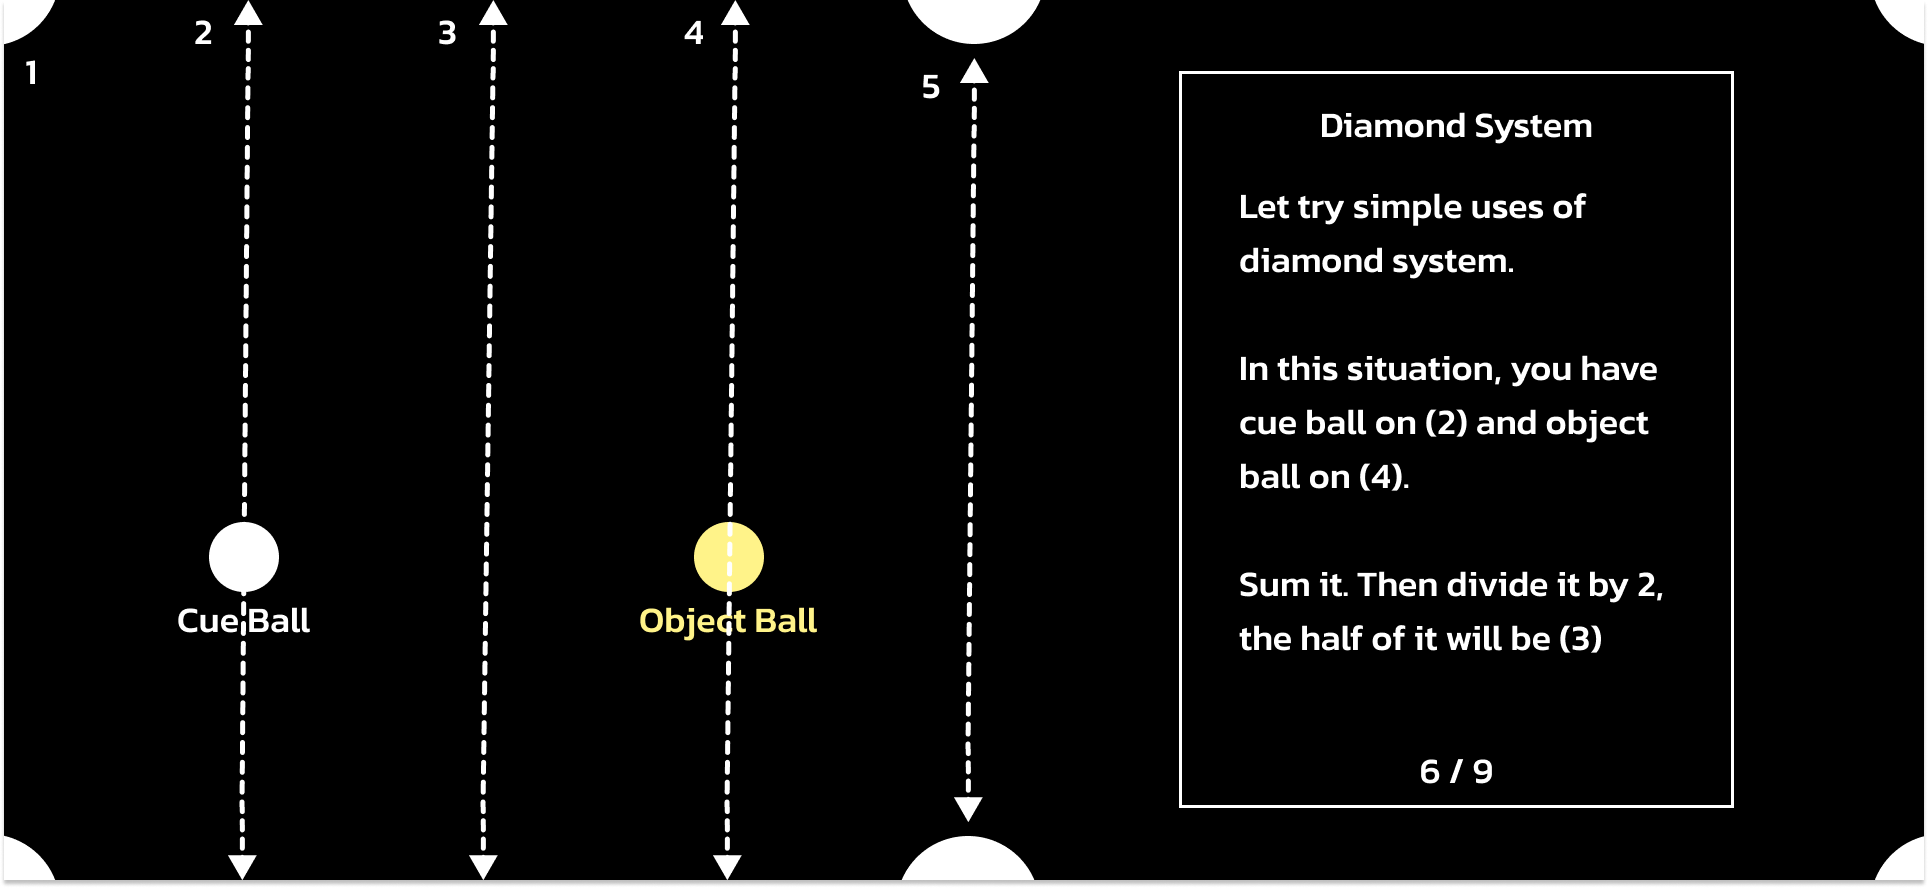 1
2
3
4
5
Cue Ball
Object Ball
Diamond System
Let try simple uses of
diamond system.
In this situation, you have
cue ball on (2) and object
ball on (4).
Sum it. Then divide it by 2,
the half of it will be (3)
6 / 9